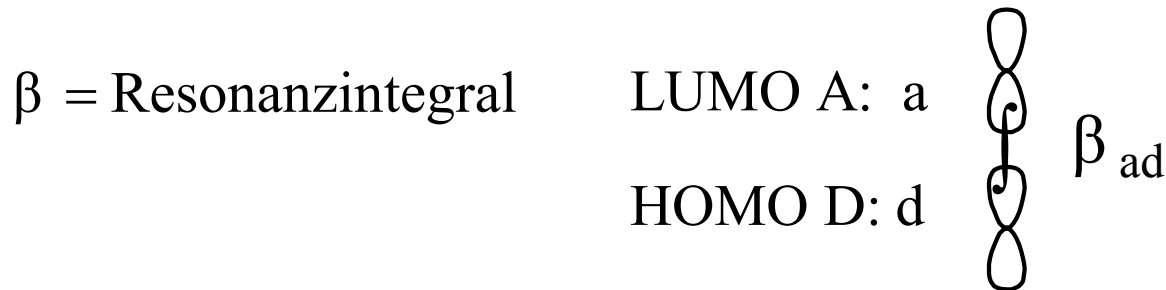 β = Resonanzintegral
LUMO A: a
β ad
HOMO D: d